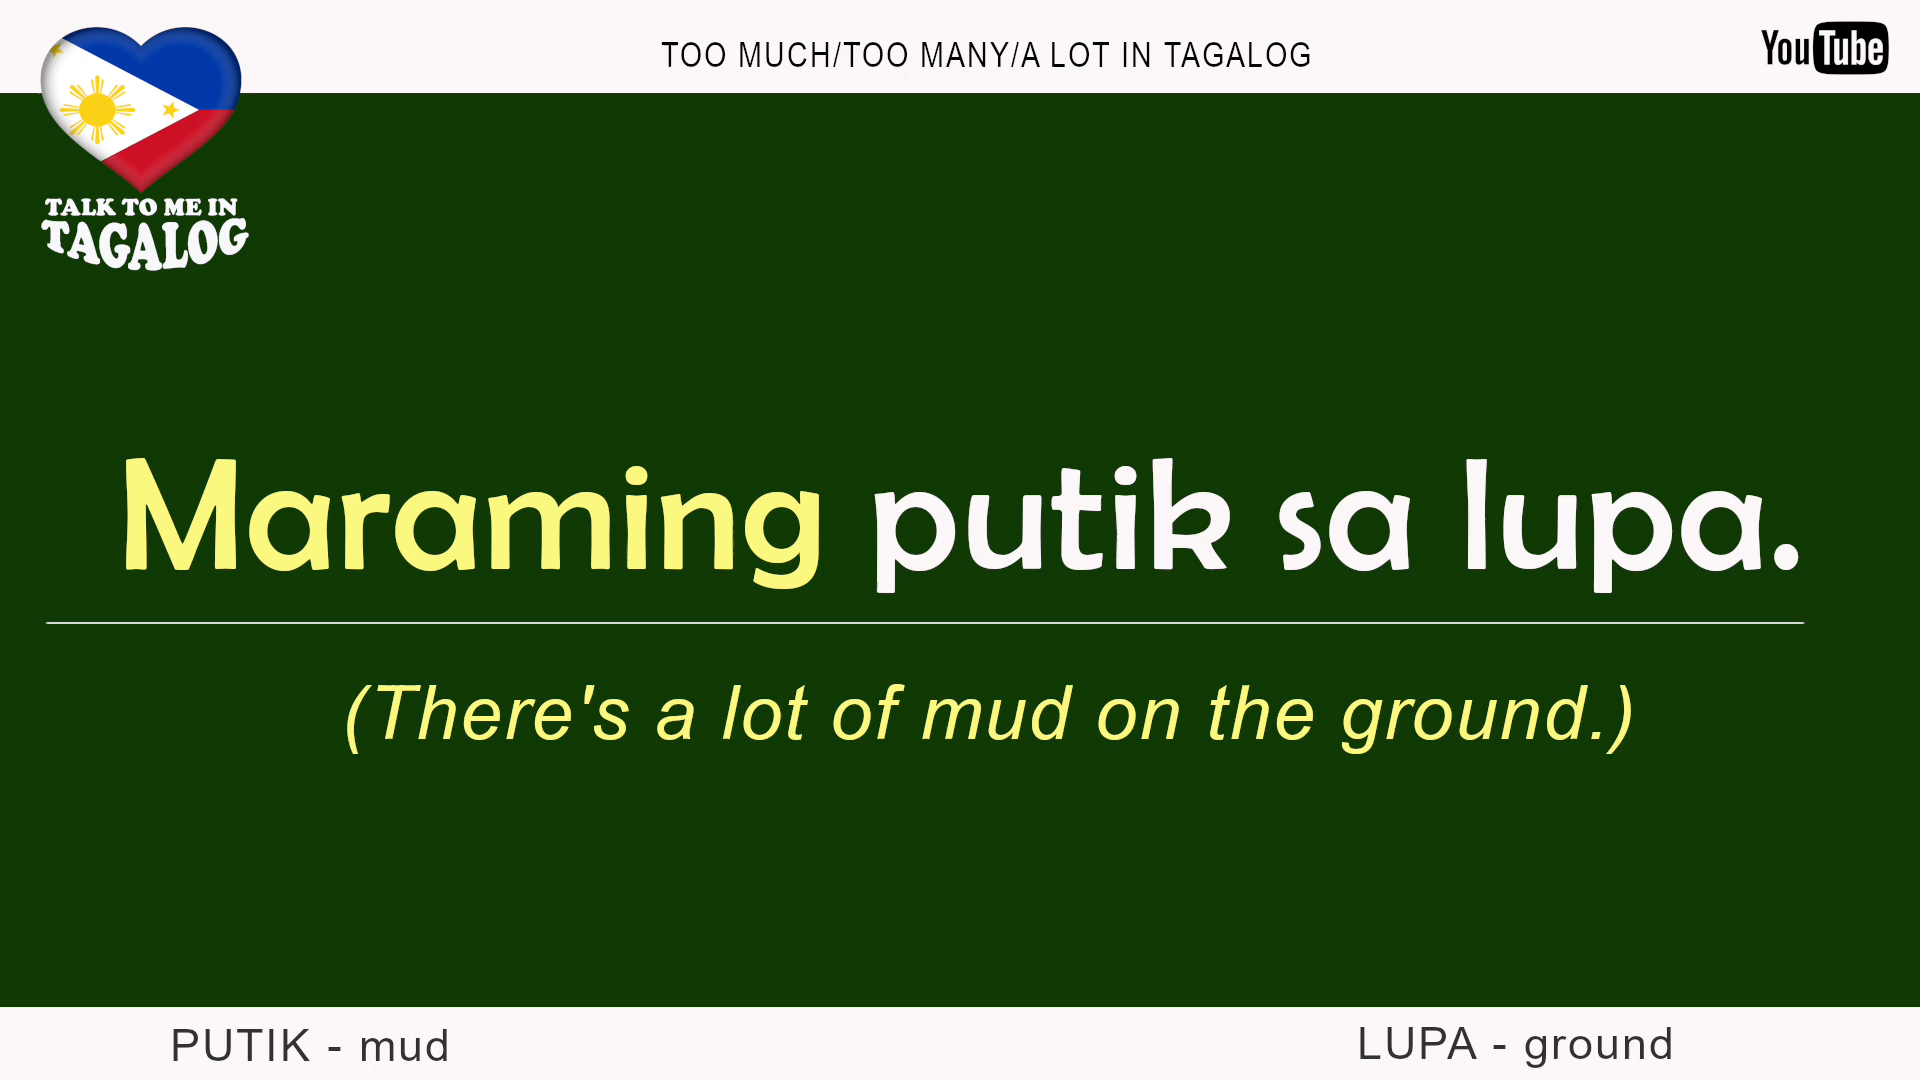 TOO MUCH/TOO MANY/A LOT IN TAGALOG
YouTube
TALK TO ME IN
TAGALOG
Maraming putik sa lupa.
(There's a lot of mud on the ground.)
PUTIK - mud
LUPA - ground